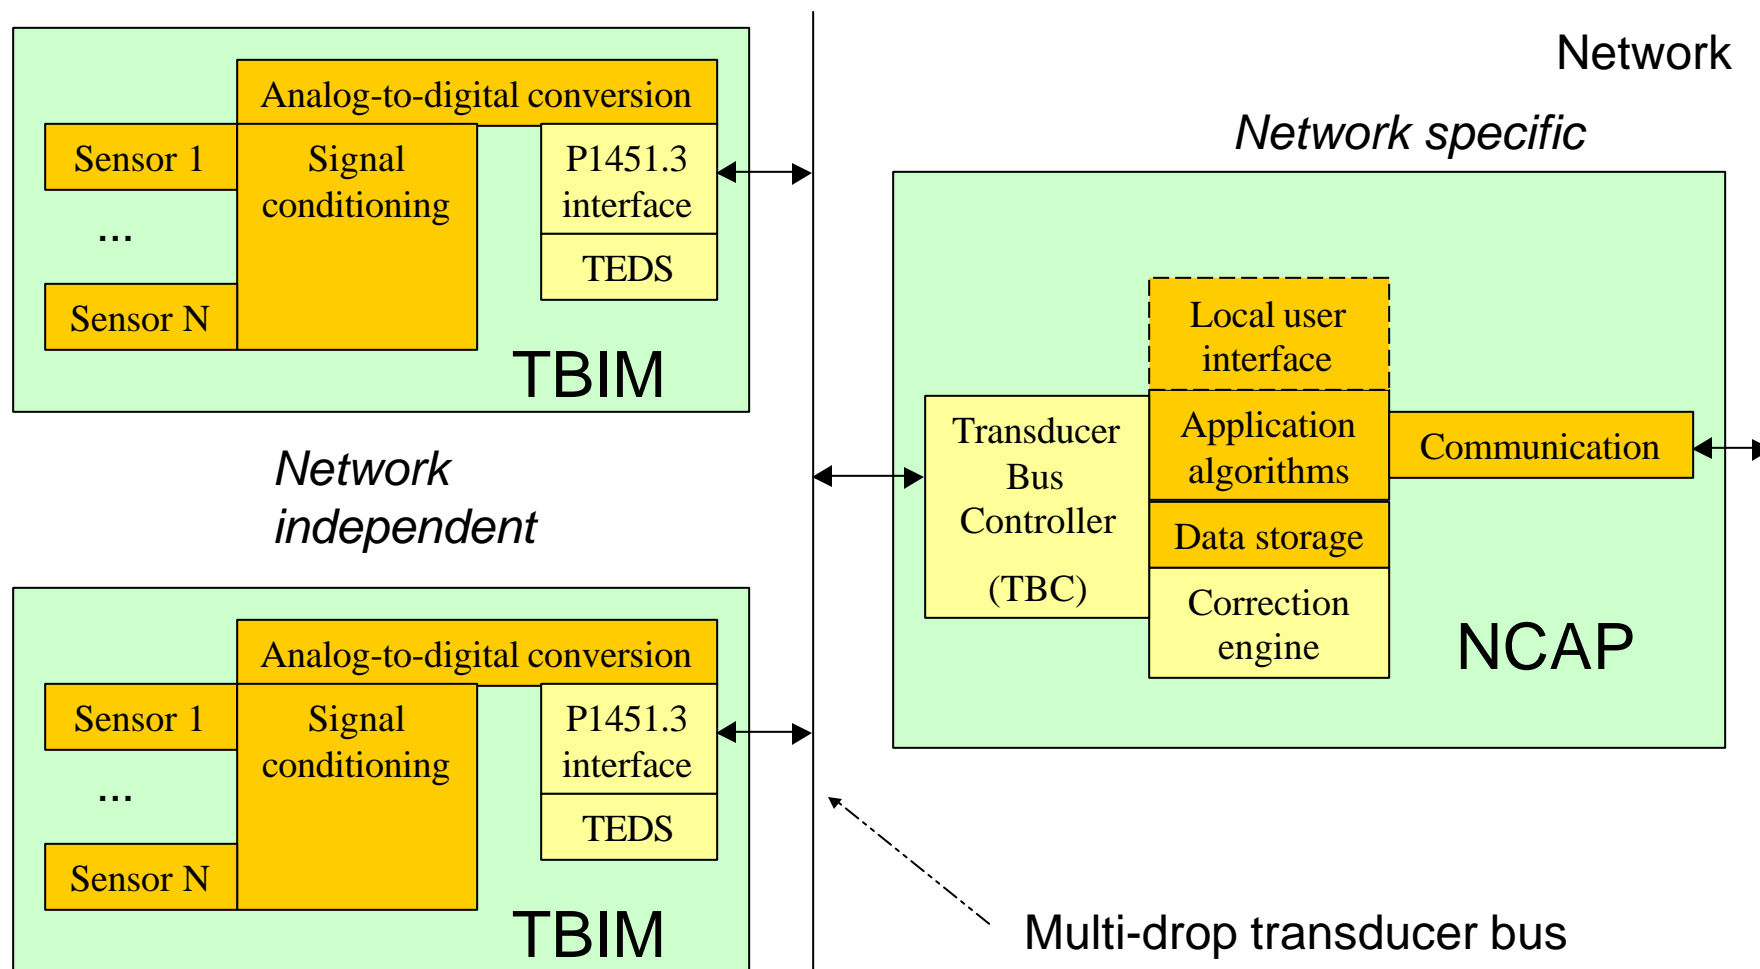 Analog-to-digital conversion
Sensor 1
Signal
conditioning
P1451.3
interface
...
TEDS
Sensor N
TBIM
Network
independent
Analog-to-digital conversion
Sensor 1
Signal
conditioning
P1451.3
interface
...
TEDS
Sensor N
TBIM
Network
Network specific
Local user
interface
Transducer
Bus
Controller
(TBC)
Application
algorithms
Communication
Data storage
Correction
engine
NCAP
Multi-drop transducer bus